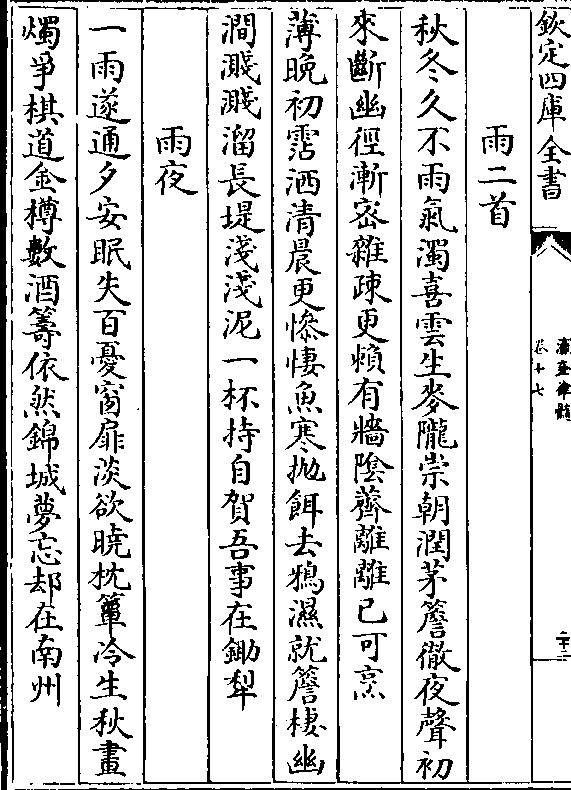 欽定四庫全書
瀛奎律髓
卷十七
二十三
雨二首
秋冬久不雨氣濁喜雲生麥隴崇朝潤茅簷徹夜聲初
來斷幽徑漸密雜疎更頼有牆陰薺離離已可烹
薄晚初霑洒清晨更慘悽魚寒抛餌去鴉濕就簷棲幽
澗濺濺溜長堤淺淺泥一杯持自賀吾事在鋤犁
雨夜
一雨遂通夕安眠失百憂窗扉淡欲曉枕簟冷生秋畫
燭爭棋道金樽數酒籌依然錦城夢忘却在南州